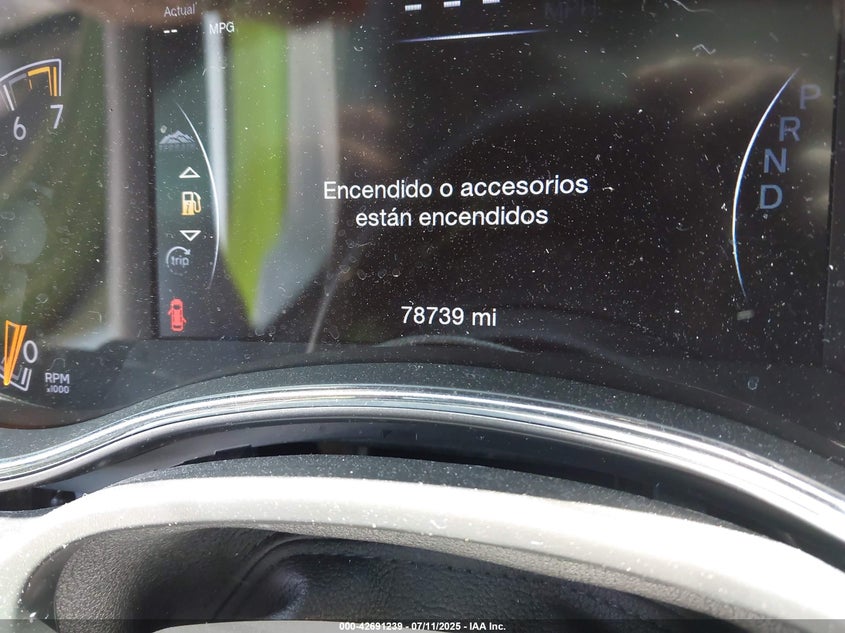 Actual
-- MPG
6 7
P
R
N
D
Encendido o accesorios
están encendidos
trip
78739 mi
0
RPM
x1000
000-42691239 - 07/11/2025 - IAA Inc.